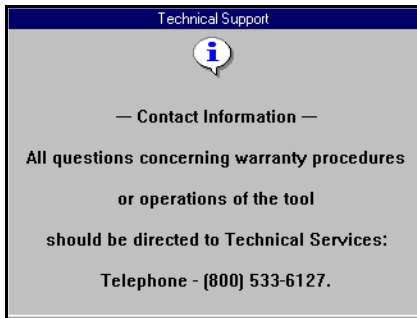 Technical Support
— Contact Information —
All questions concerning warranty procedures
or operations of the tool
should be directed to Technical Services:
Telephone - (800) 533-6127.